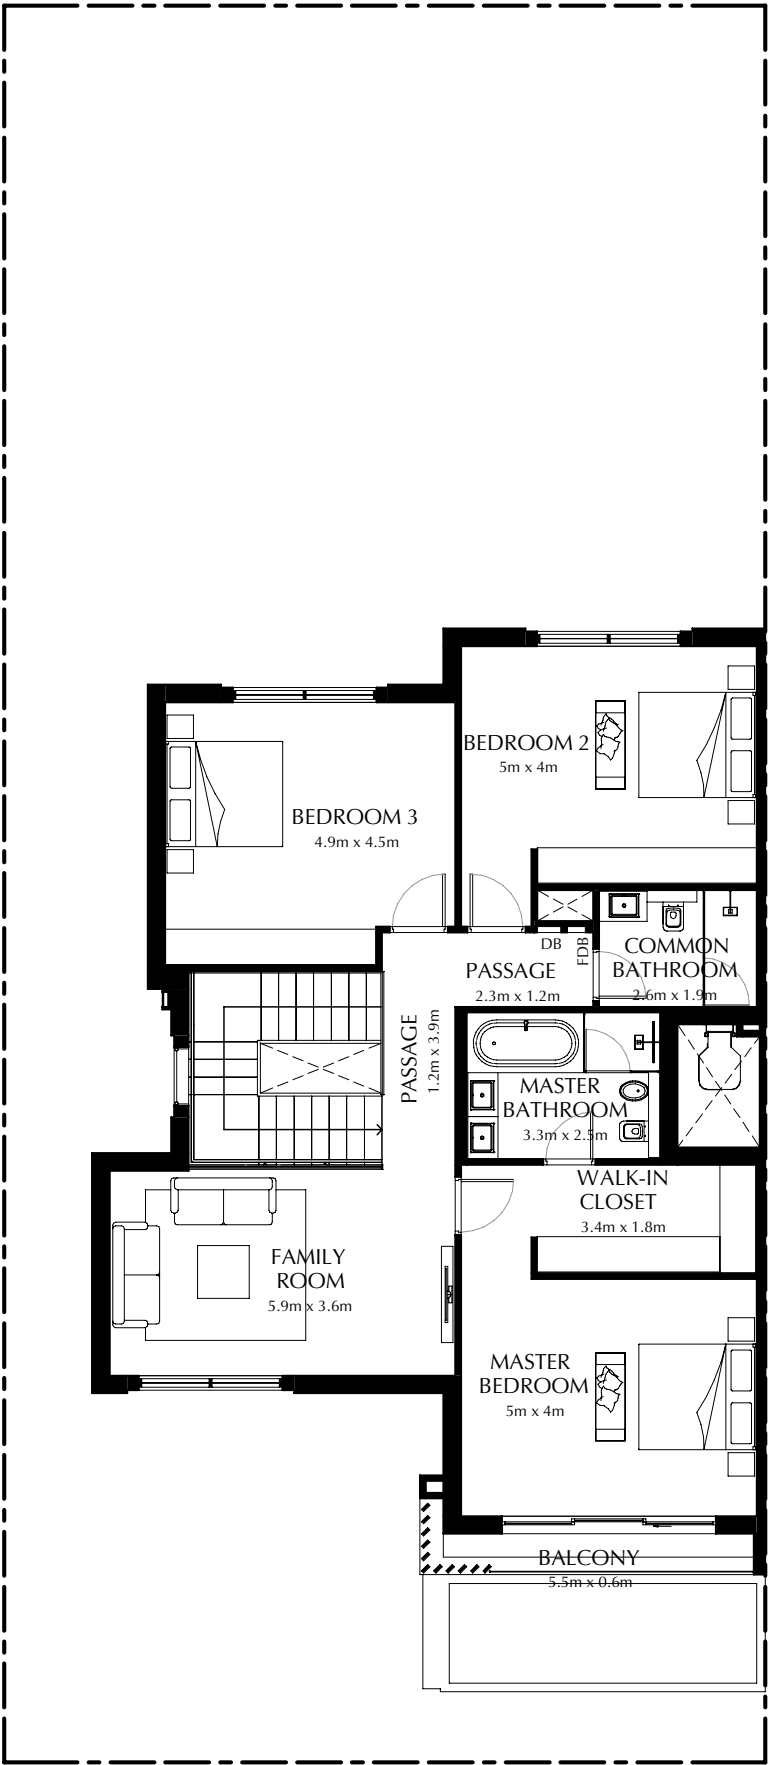 BEDROOM 2
5m x 4m
BEDROOM 3
4.9m x 4.5m
DB
FDB
COMMON
BATHROOM
2.6m x 1.9m
PASSAGE
2.3m x 1.2m
PASSAGE
1.2m x 3.9m
MASTER
BATHROOM
3.3m x 2.5m
WALK-IN
CLOSET
3.4m x 1.8m
FAMILY
ROOM
5.9m x 3.6m
MASTER
BEDROOM
5m x 4m
BALCONY
5.5m x 0.6m